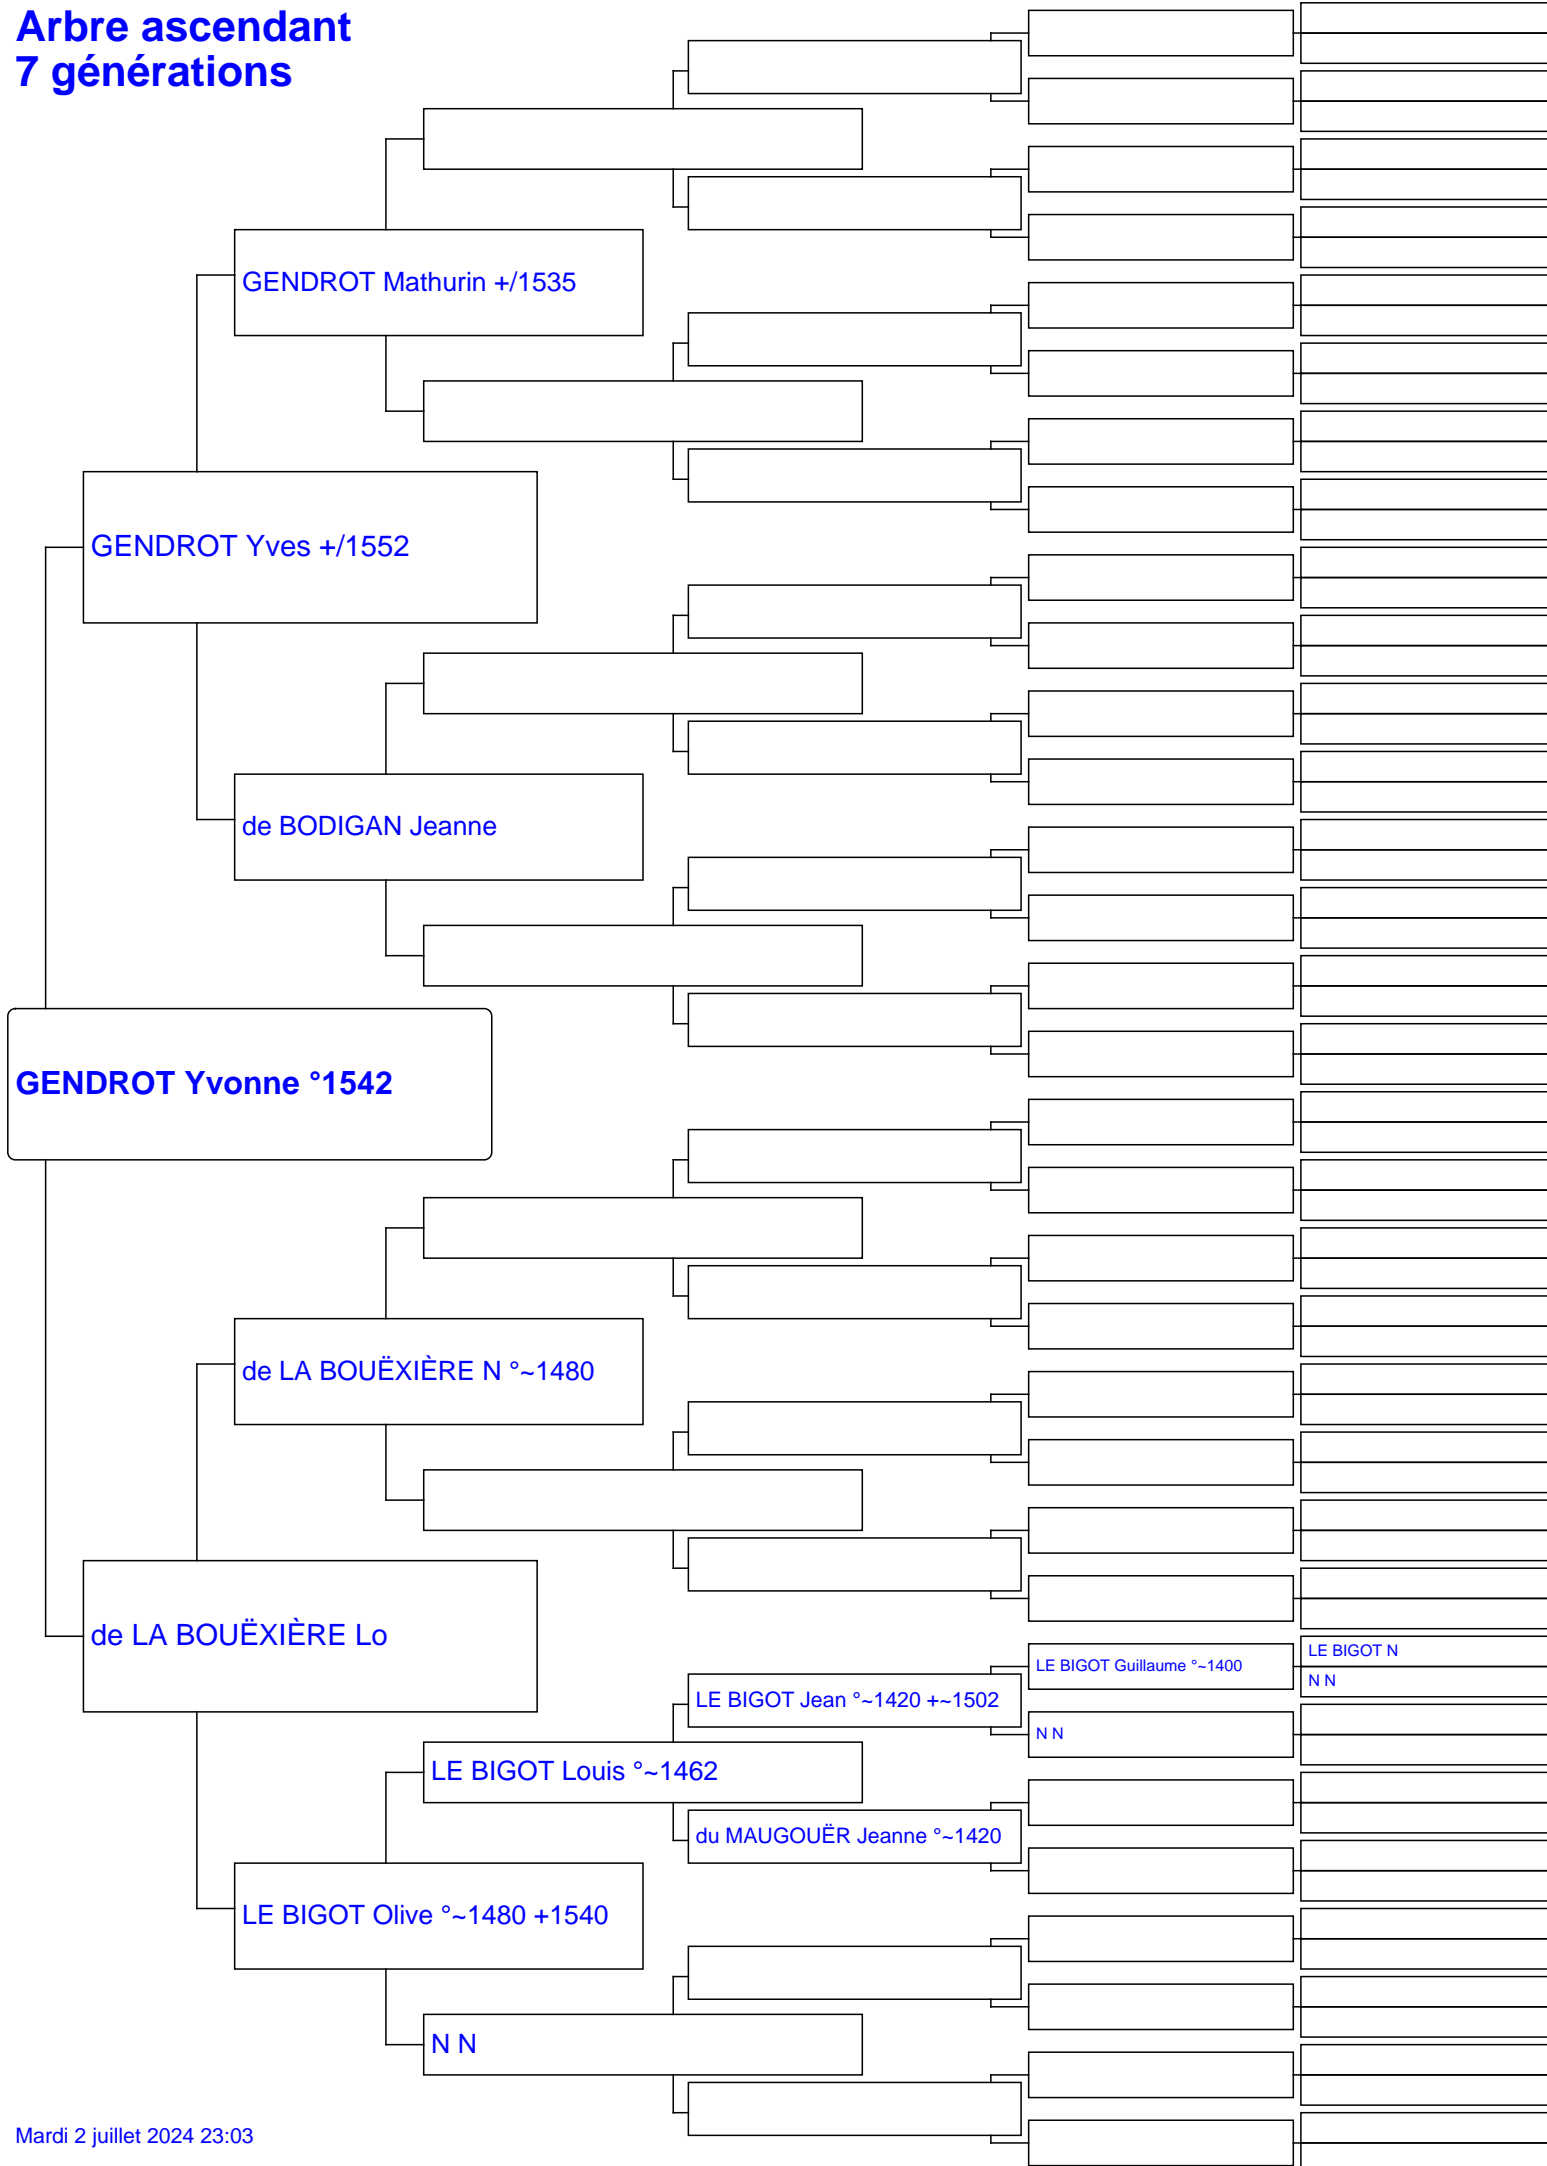 Arbre ascendant
7 générations
GENDROT Mathurin +/1535
GENDROT Yves +/1552
de BODIGAN Jeanne
GENDROT Yvonne °1542
de LA BOUËXIÈRE N °~1480
de LA BOUËXIÈRE Lo
LE BIGOT Guillaume °~1400
LE BIGOT N
N N
LE BIGOT Jean °~1420 +~1502
N N
LE BIGOT Louis °~1462
du MAUGOUËR Jeanne °~1420
LE BIGOT Olive °~1480 +1540
N N
Mardi 2 juillet 2024 23:03